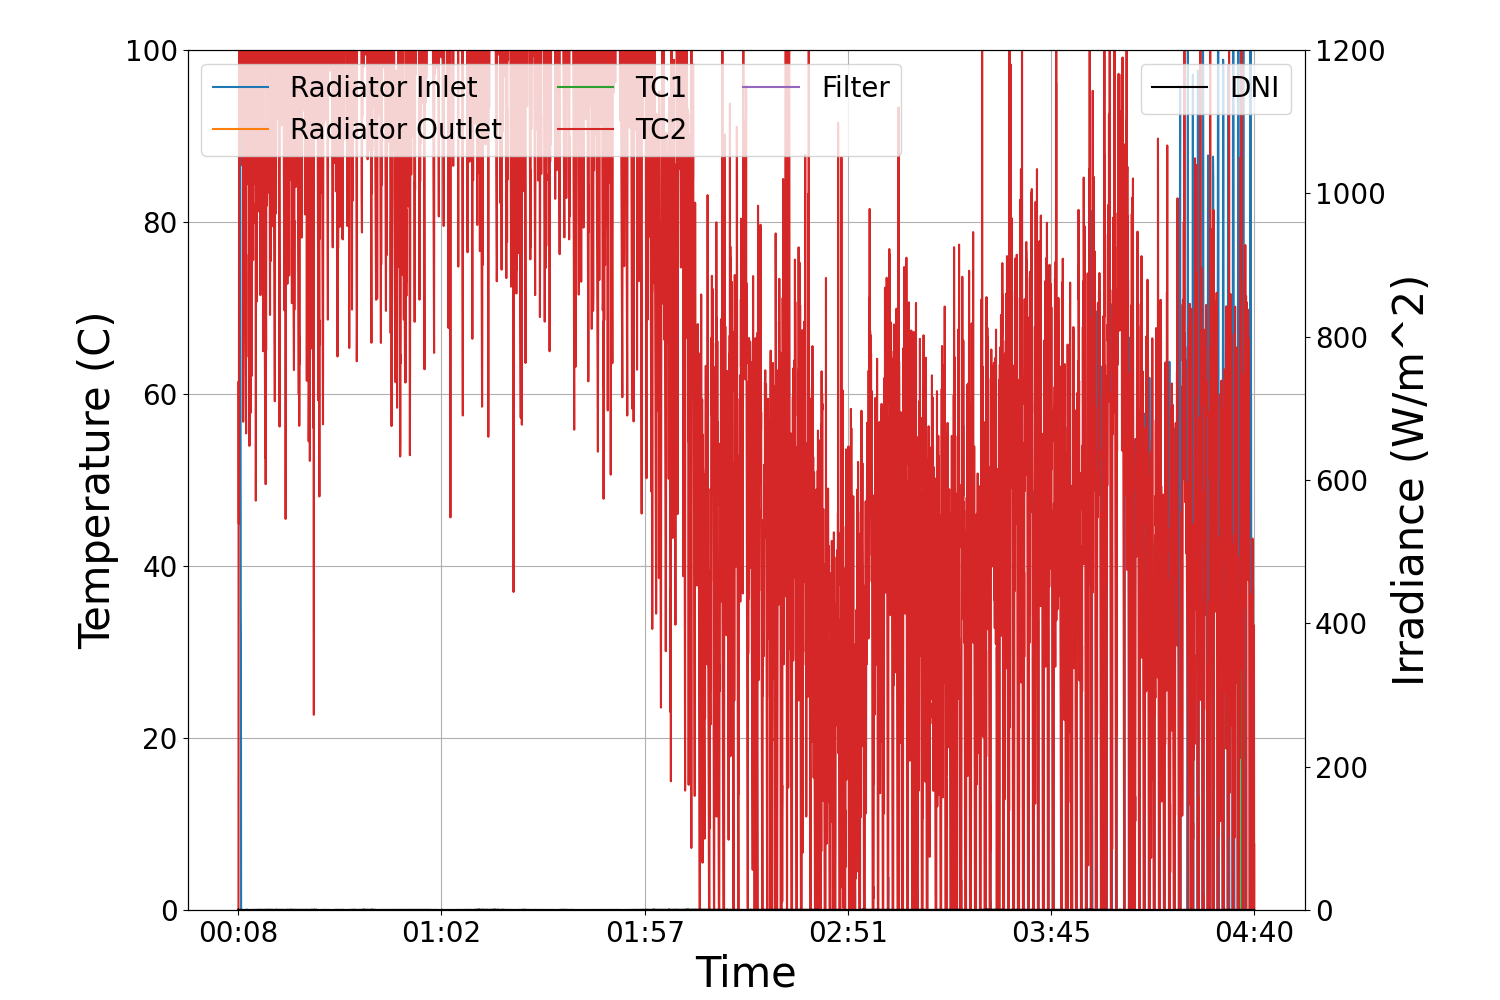 Radiator Inlet
Radiator Outlet
TC1
TC2
Filter
DNI
Temperature (C)
100
80
60
40
20
0
Irradiance (W/m^2)
1200
1000
800
600
400
200
0
00:08 01:02 01:57 02:51 03:45 04:40
Time